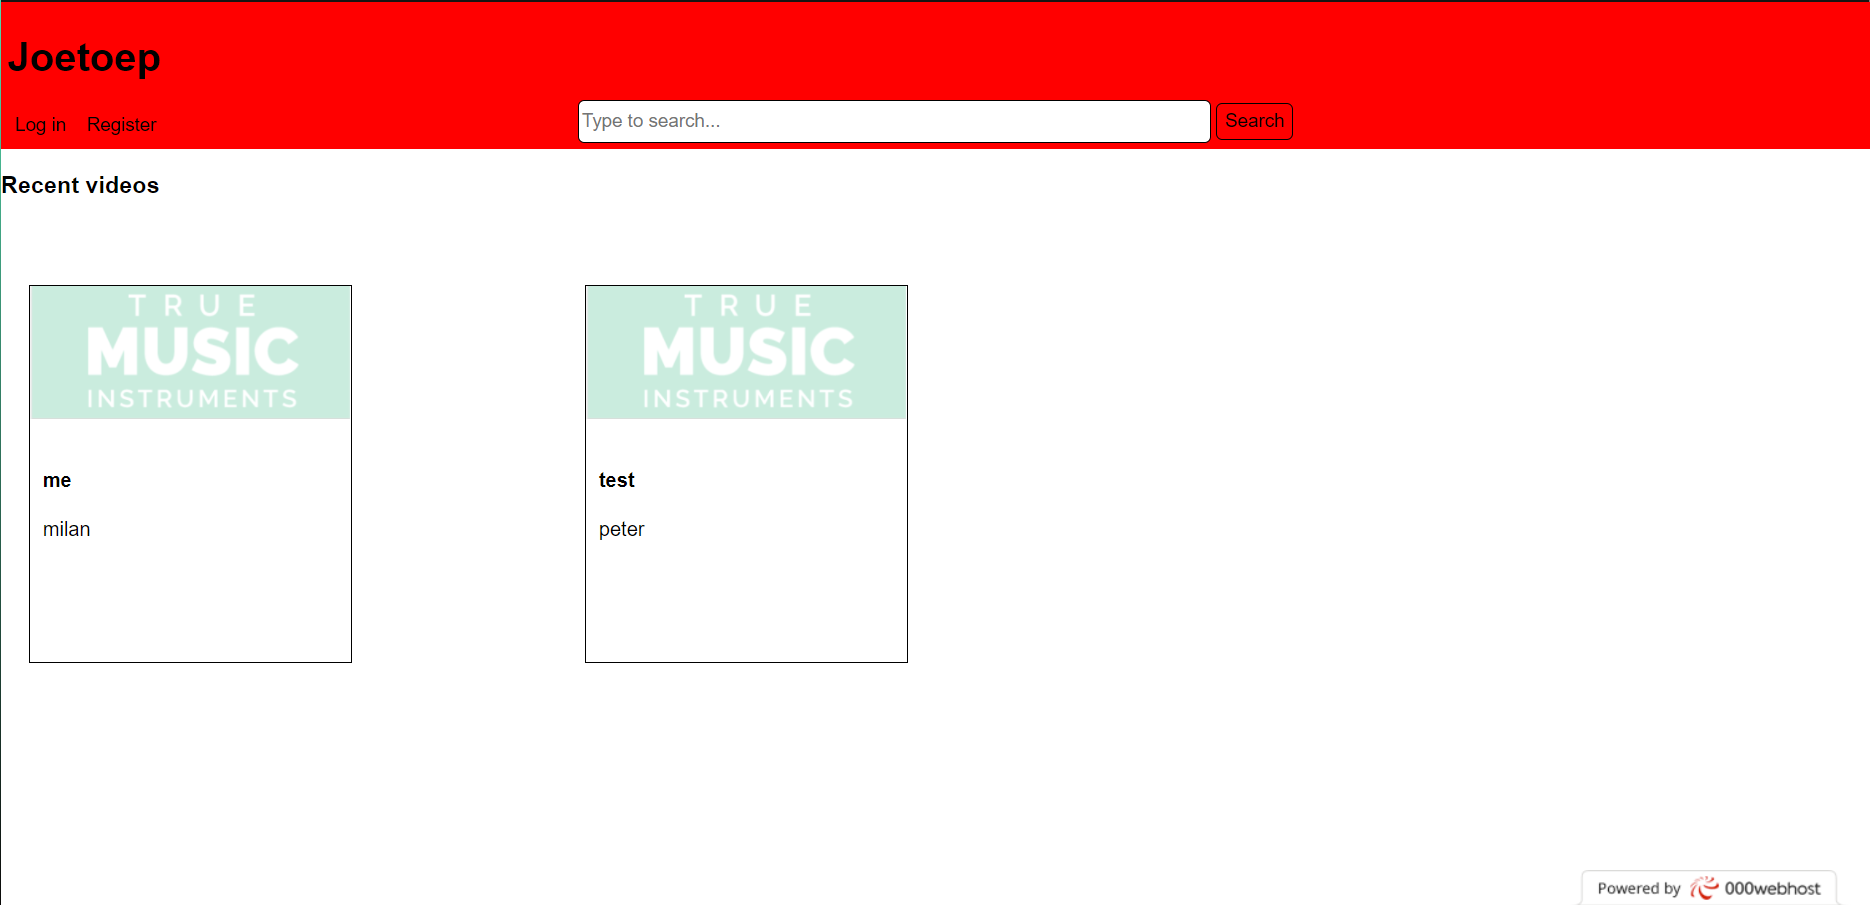 Joetoep
Log in Register
Type to search...
Search
Recent videos
TRUE
MUSIC
INSTRUMENTS
me
milan
TRUE
MUSIC
INSTRUMENTS
test
peter
Powered by 000webhost